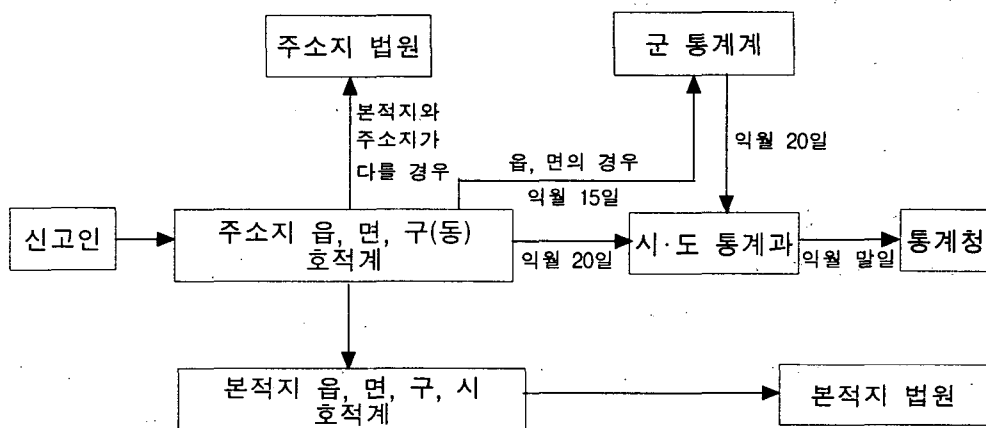 주소지 법원
군 통계계
본적지와
주소지가
다를 경우
읍, 면의 경우
익월 15일
익월 20일
신고인
주소지 읍, 면, 구(동)
호적계
익월 20일
시·도 통계과
익월 말일
통계청
본적지 읍, 면, 구, 시
호적계
본적지 법원